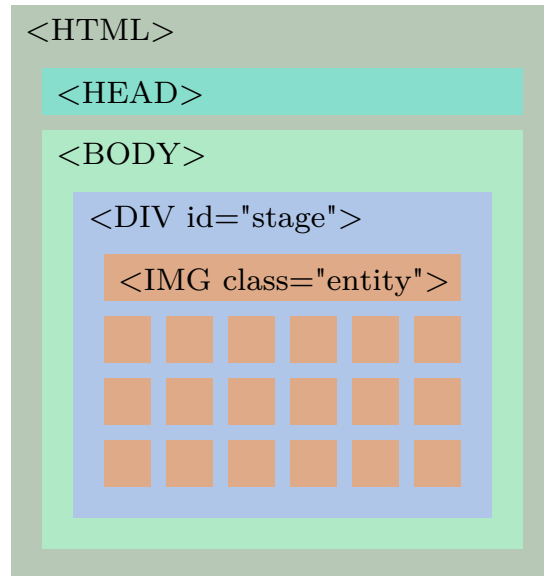 <HTML>
<HEAD>
<BODY>
<DIV id="stage">
<IMG class="entity">